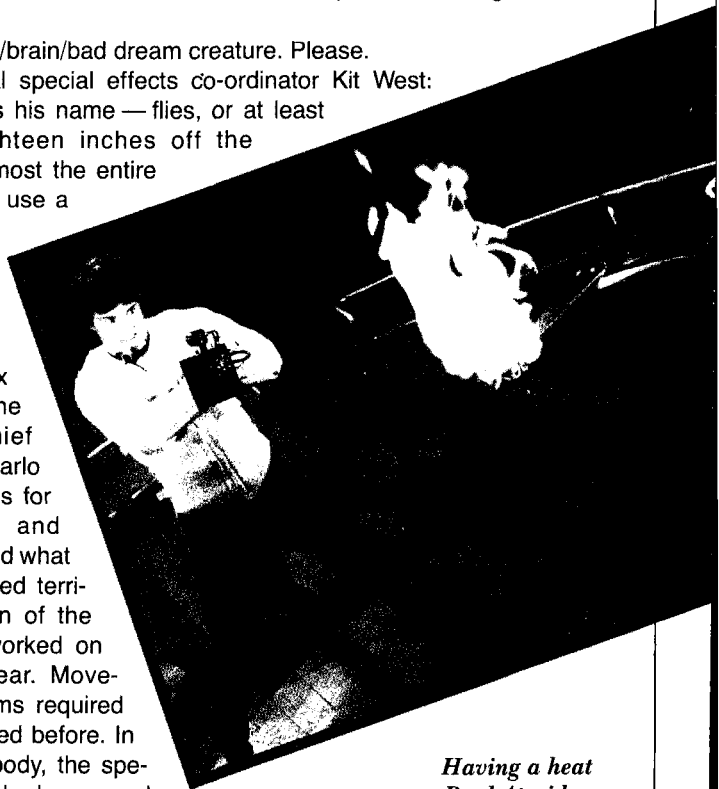 /brain/bad dream creature. Please.
special effects co-ordinator Kit West:
his name — flies, or at least
hteen inches off the
most the entire
use a
x
ne
ief
arlo
s for
and
d what
ed terri-
n of the
orked on
ear. Move-
ms required
ed before. In
body, the spe-
Having a heat